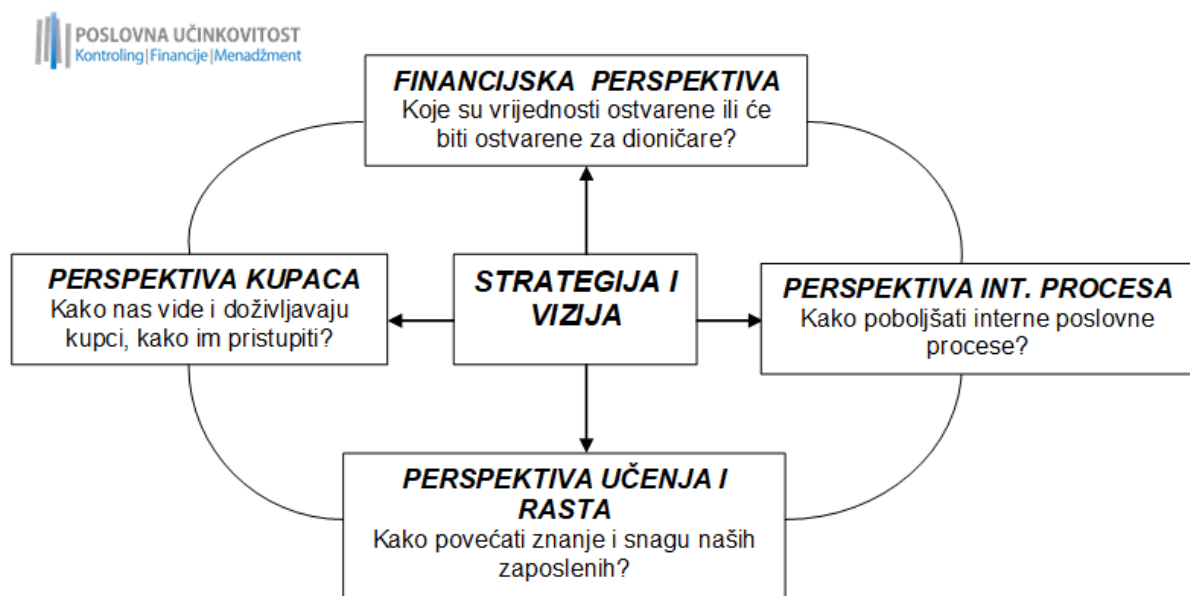 POSLOVNA UČINKOVITOST
Kontroling|Financije|Menadžment
FINANCIJSKA PERSPEKTIVA
Koje su vrijednosti ostvarene ili će
biti ostvarene za dioničare?
PERSPEKTIVA KUPACA
Kako nas vide i doživljavaju
kupci, kako im pristupiti?
STRATEGIJA I
VIZIJA
PERSPEKTIVA INT. PROCESA
Kako poboljšati interne poslovne
procese?
PERSPEKTIVA UČENJA I
RASTA
Kako povećati znanje i snagu naših
zaposlenih?